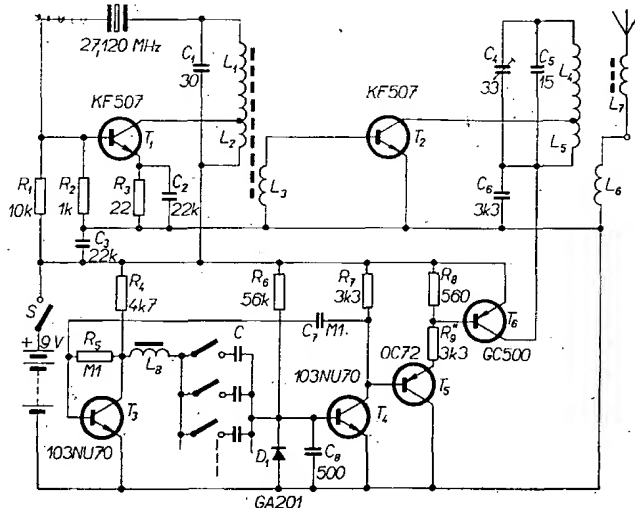 27,120 MHz
C1
30
L1
L2
C4
33
C5
15
L4
L5
L7
KF507
T1
KF507
T2
R1
10k
R2
1k
R3
22
C2
22k
L3
C6
3k3
L6
C3
22k
S
R4
4k7
R6
56k
R7
3k3
R8
560
+ 9V
R5
M1
L8
C
C7 M1
R9*
3k3
T6
GC500
OC72
T5
T3
103NU70
103NU70
T4
D1
C8
500
GA201